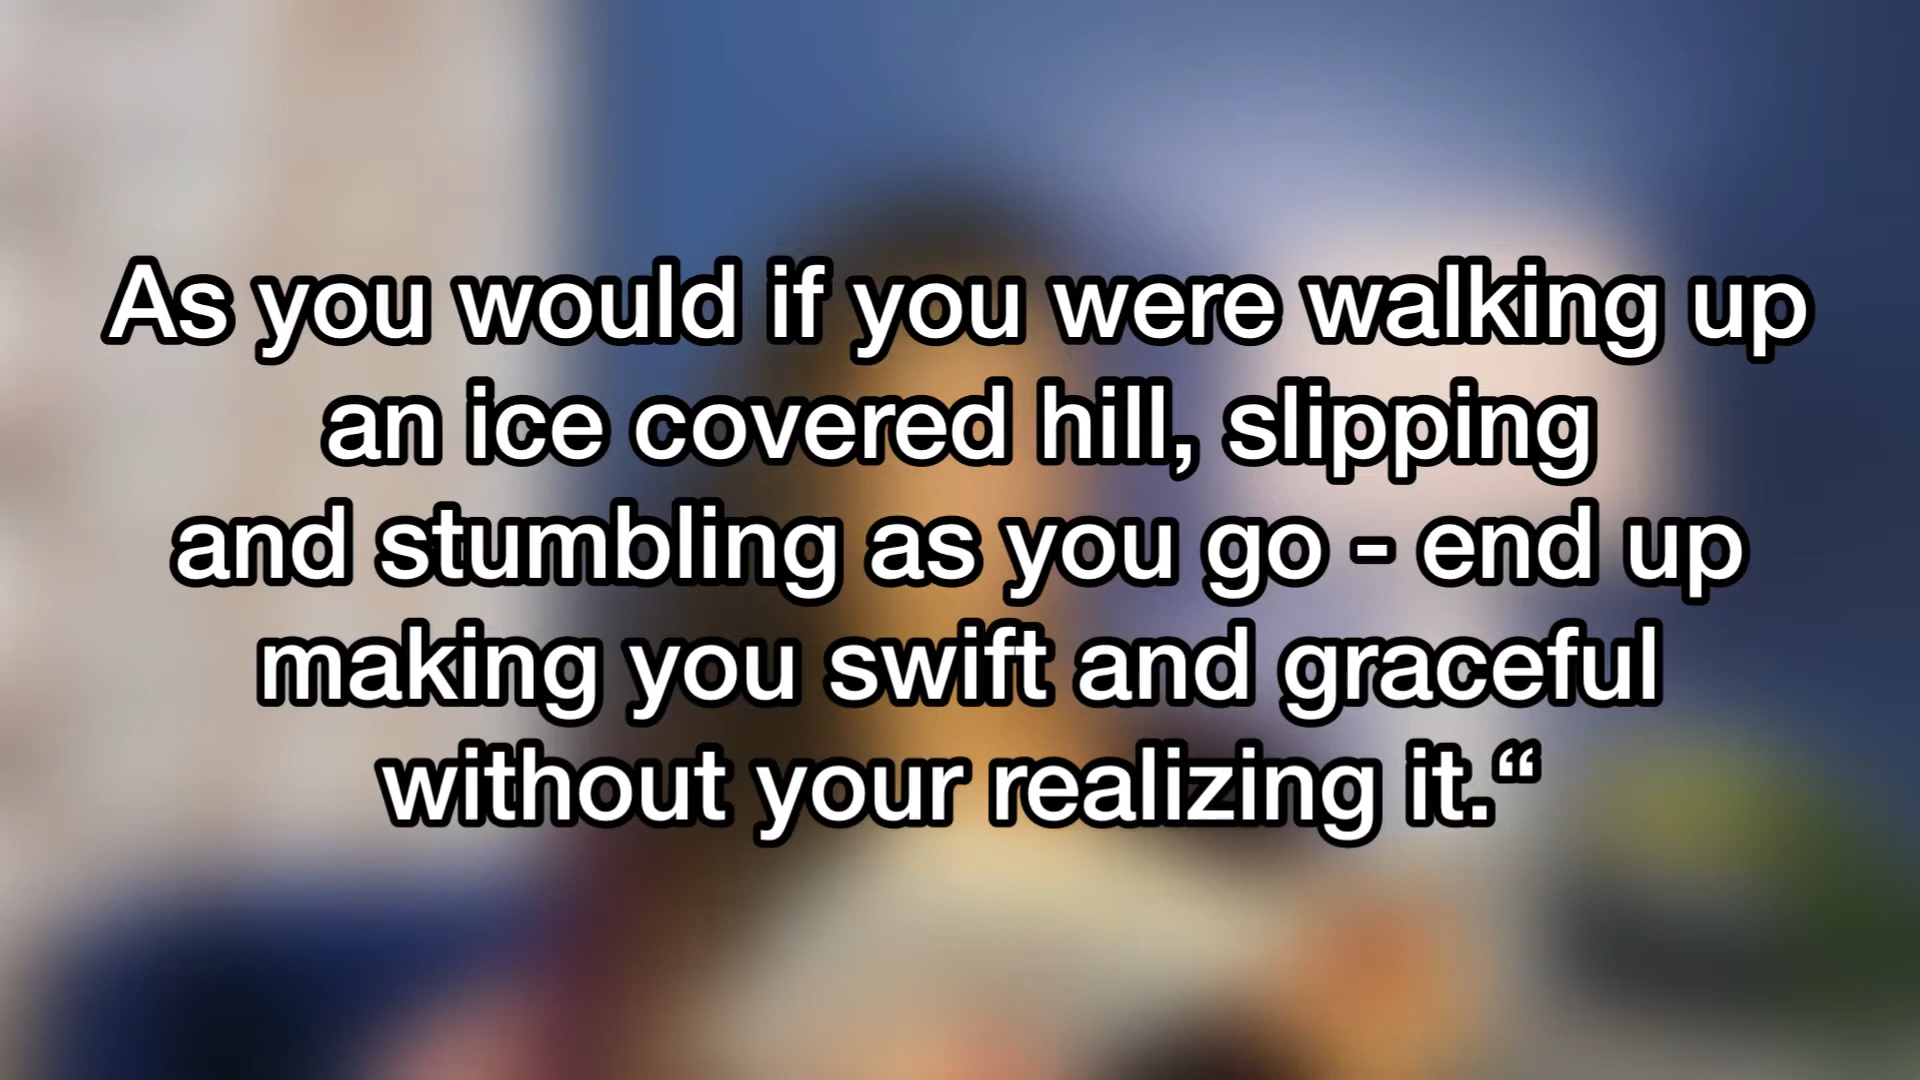 As you would if you were walking up
an ice covered hill, slipping
and stumbling as you go - end up
making you swift and graceful
without your realizing it.“